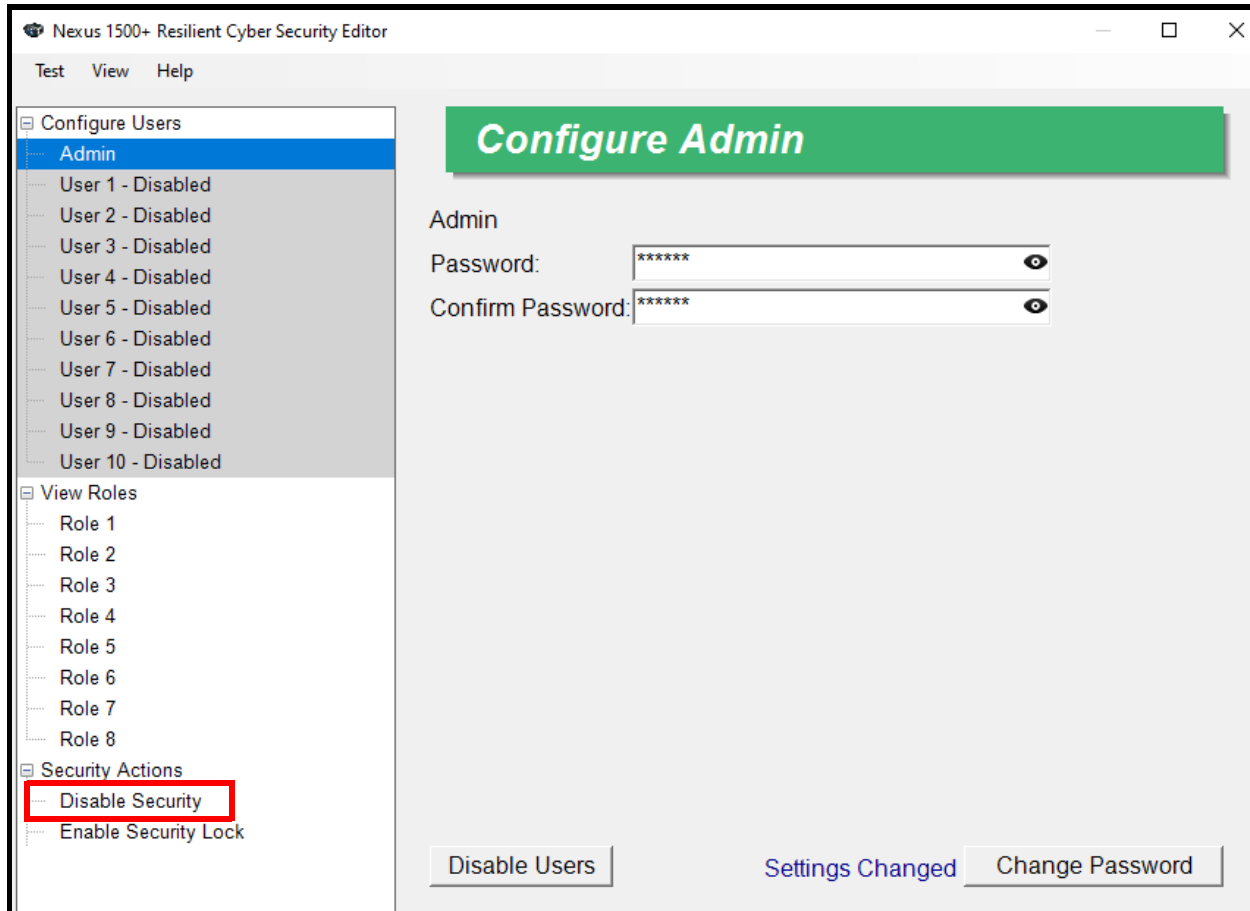 Nexus 1500+ Resilient Cyber Security Editor
Test View Help
Configure Users
Admin
User 1 - Disabled
User 2 - Disabled
User 3 - Disabled
User 4 - Disabled
User 5 - Disabled
User 6 - Disabled
User 7 - Disabled
User 8 - Disabled
User 9 - Disabled
User 10 - Disabled
View Roles
Role 1
Role 2
Role 3
Role 4
Role 5
Role 6
Role 7
Role 8
Security Actions
Disable Security
Enable Security Lock
Configure Admin
Admin
Password: ******
Confirm Password: ******
Disable Users Settings Changed Change Password